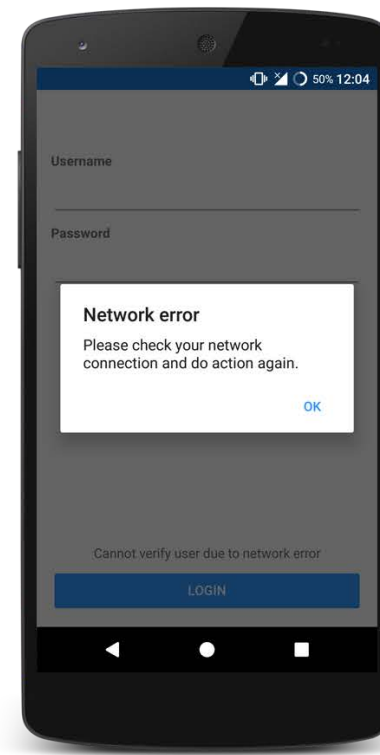 50% 12:04
Username
Password
Network error
Please check your network
connection and do action again.
OK
Cannot verify user due to network error
LOGIN